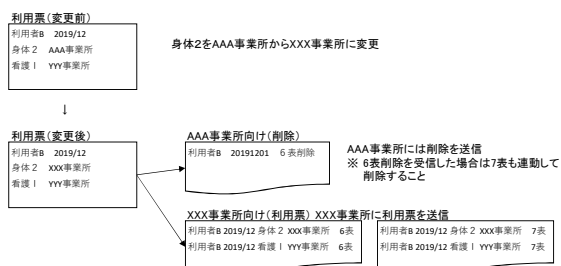 利用票(変更前)
利用者B 2019/12
身体2 AAA事業所
看護Ⅰ YYY事業所
身体2をAAA事業所からXXX事業所に変更
↓
利用票(変更後)
利用者B 2019/12
身体2 XXX事業所
看護Ⅰ YYY事業所
AAA事業所向け(削除)
利用者B 20191201 6表削除
AAA事業所には削除を送信
※ 6表削除を受信した場合は7表も連動して
削除すること
XXX事業所向け(利用票) XXX事業所に利用票を送信
利用者B 2019/12 身体2 XXX事業所 6表
利用者B 2019/12 看護Ⅰ YYY事業所 6表
利用者B 2019/12 身体2 XXX事業所 7表
利用者B 2019/12 看護Ⅰ YYY事業所 7表